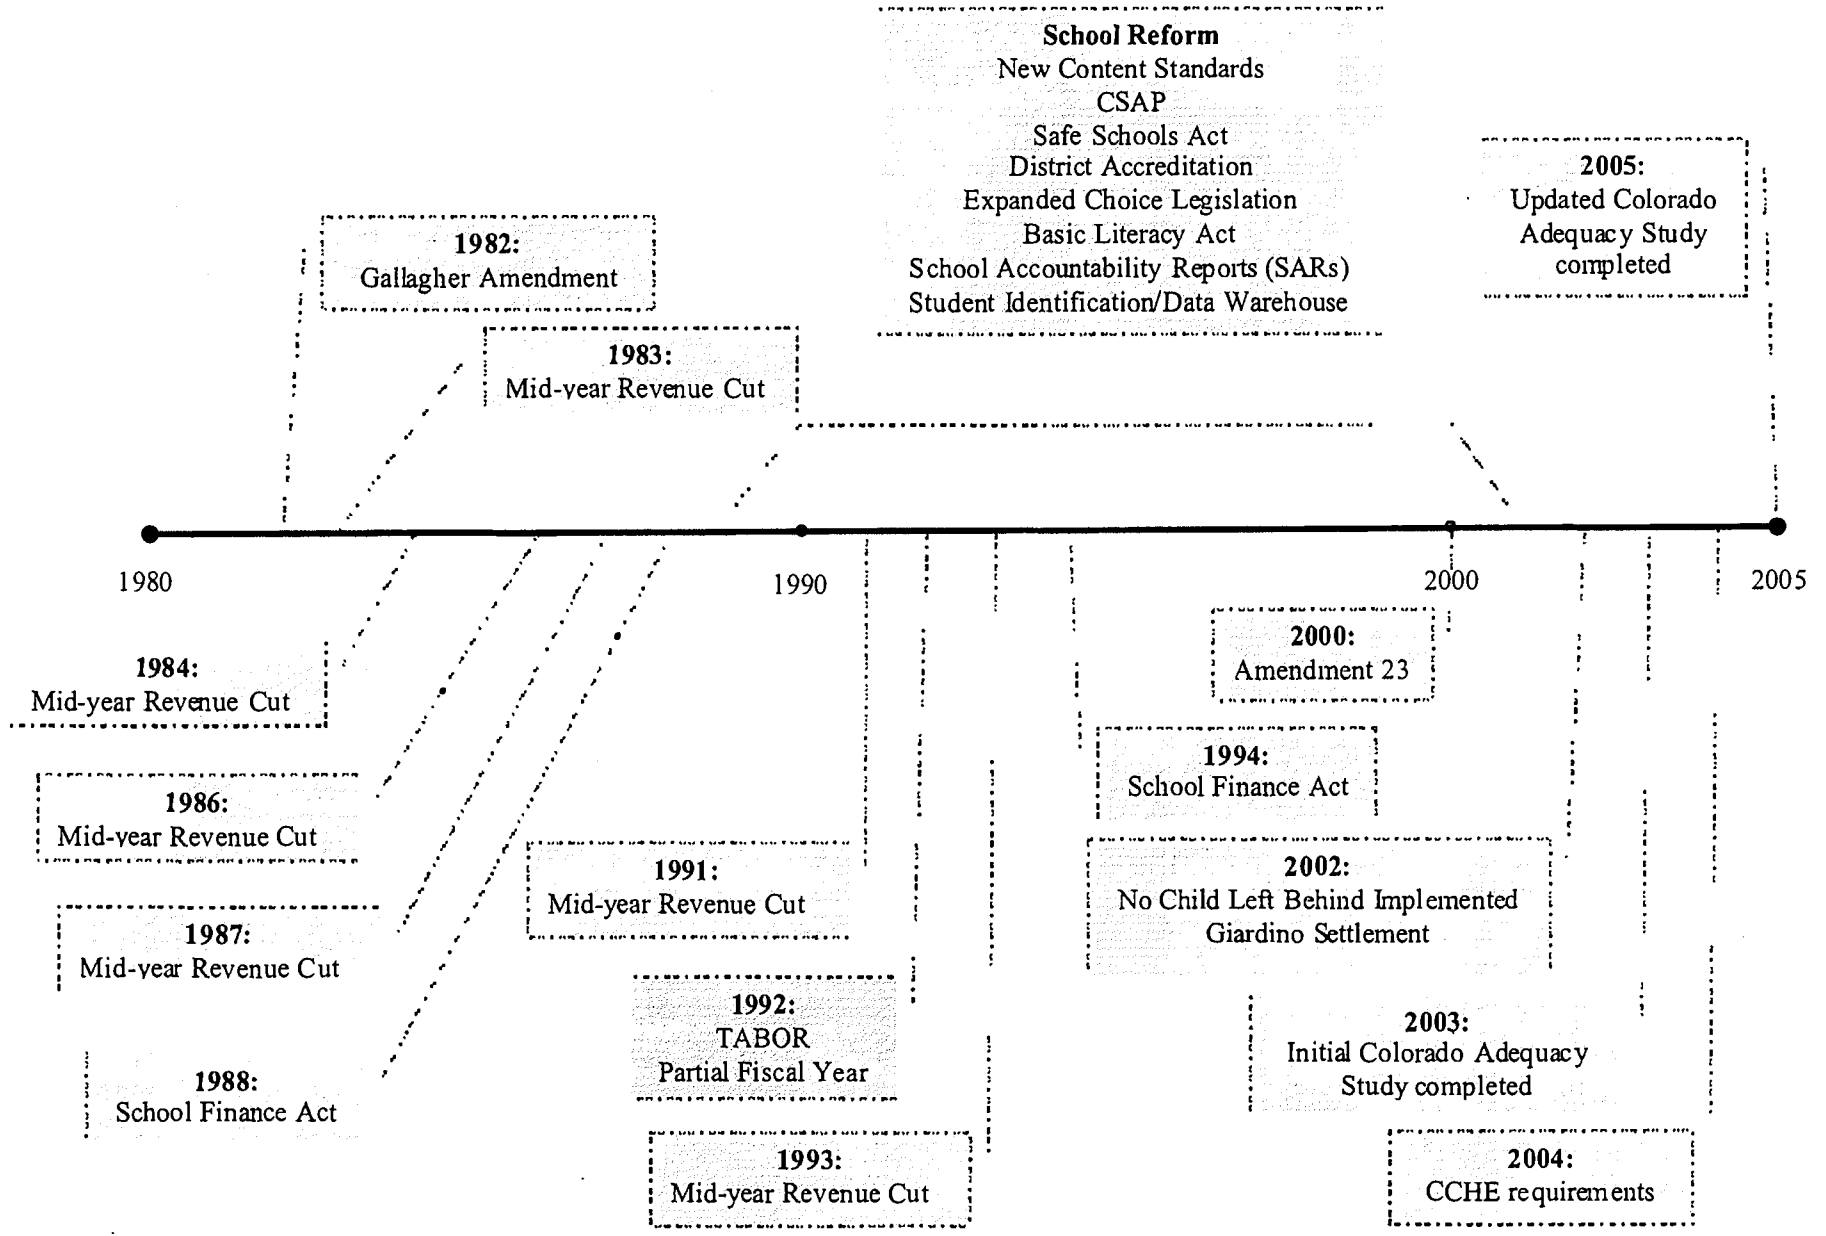 School Reform
New Content Standards
CSAP
Safe Schools Act
District Accreditation
Expanded Choice Legislation
Basic Literacy Act
School Accountability Reports (SARs)
Student Identification/Data Warehouse
2005:
Updated Colorado
Adequacy Study
completed
1982:
Gallagher Amendment
1983:
Mid-year Revenue Cut
1980
1990
2000
2005
1984:
Mid-year Revenue Cut
1986:
Mid-year Revenue Cut
1987:
Mid-year Revenue Cut
1988:
School Finance Act
1991:
Mid-year Revenue Cut
1992:
TABOR
Partial Fiscal Year
1993:
Mid-year Revenue Cut
2000:
Amendment 23
1994:
School Finance Act
2002:
No Child Left Behind Implemented
Giardino Settlement
2003:
Initial Colorado Adequacy
Study completed
2004:
CCHE requirements